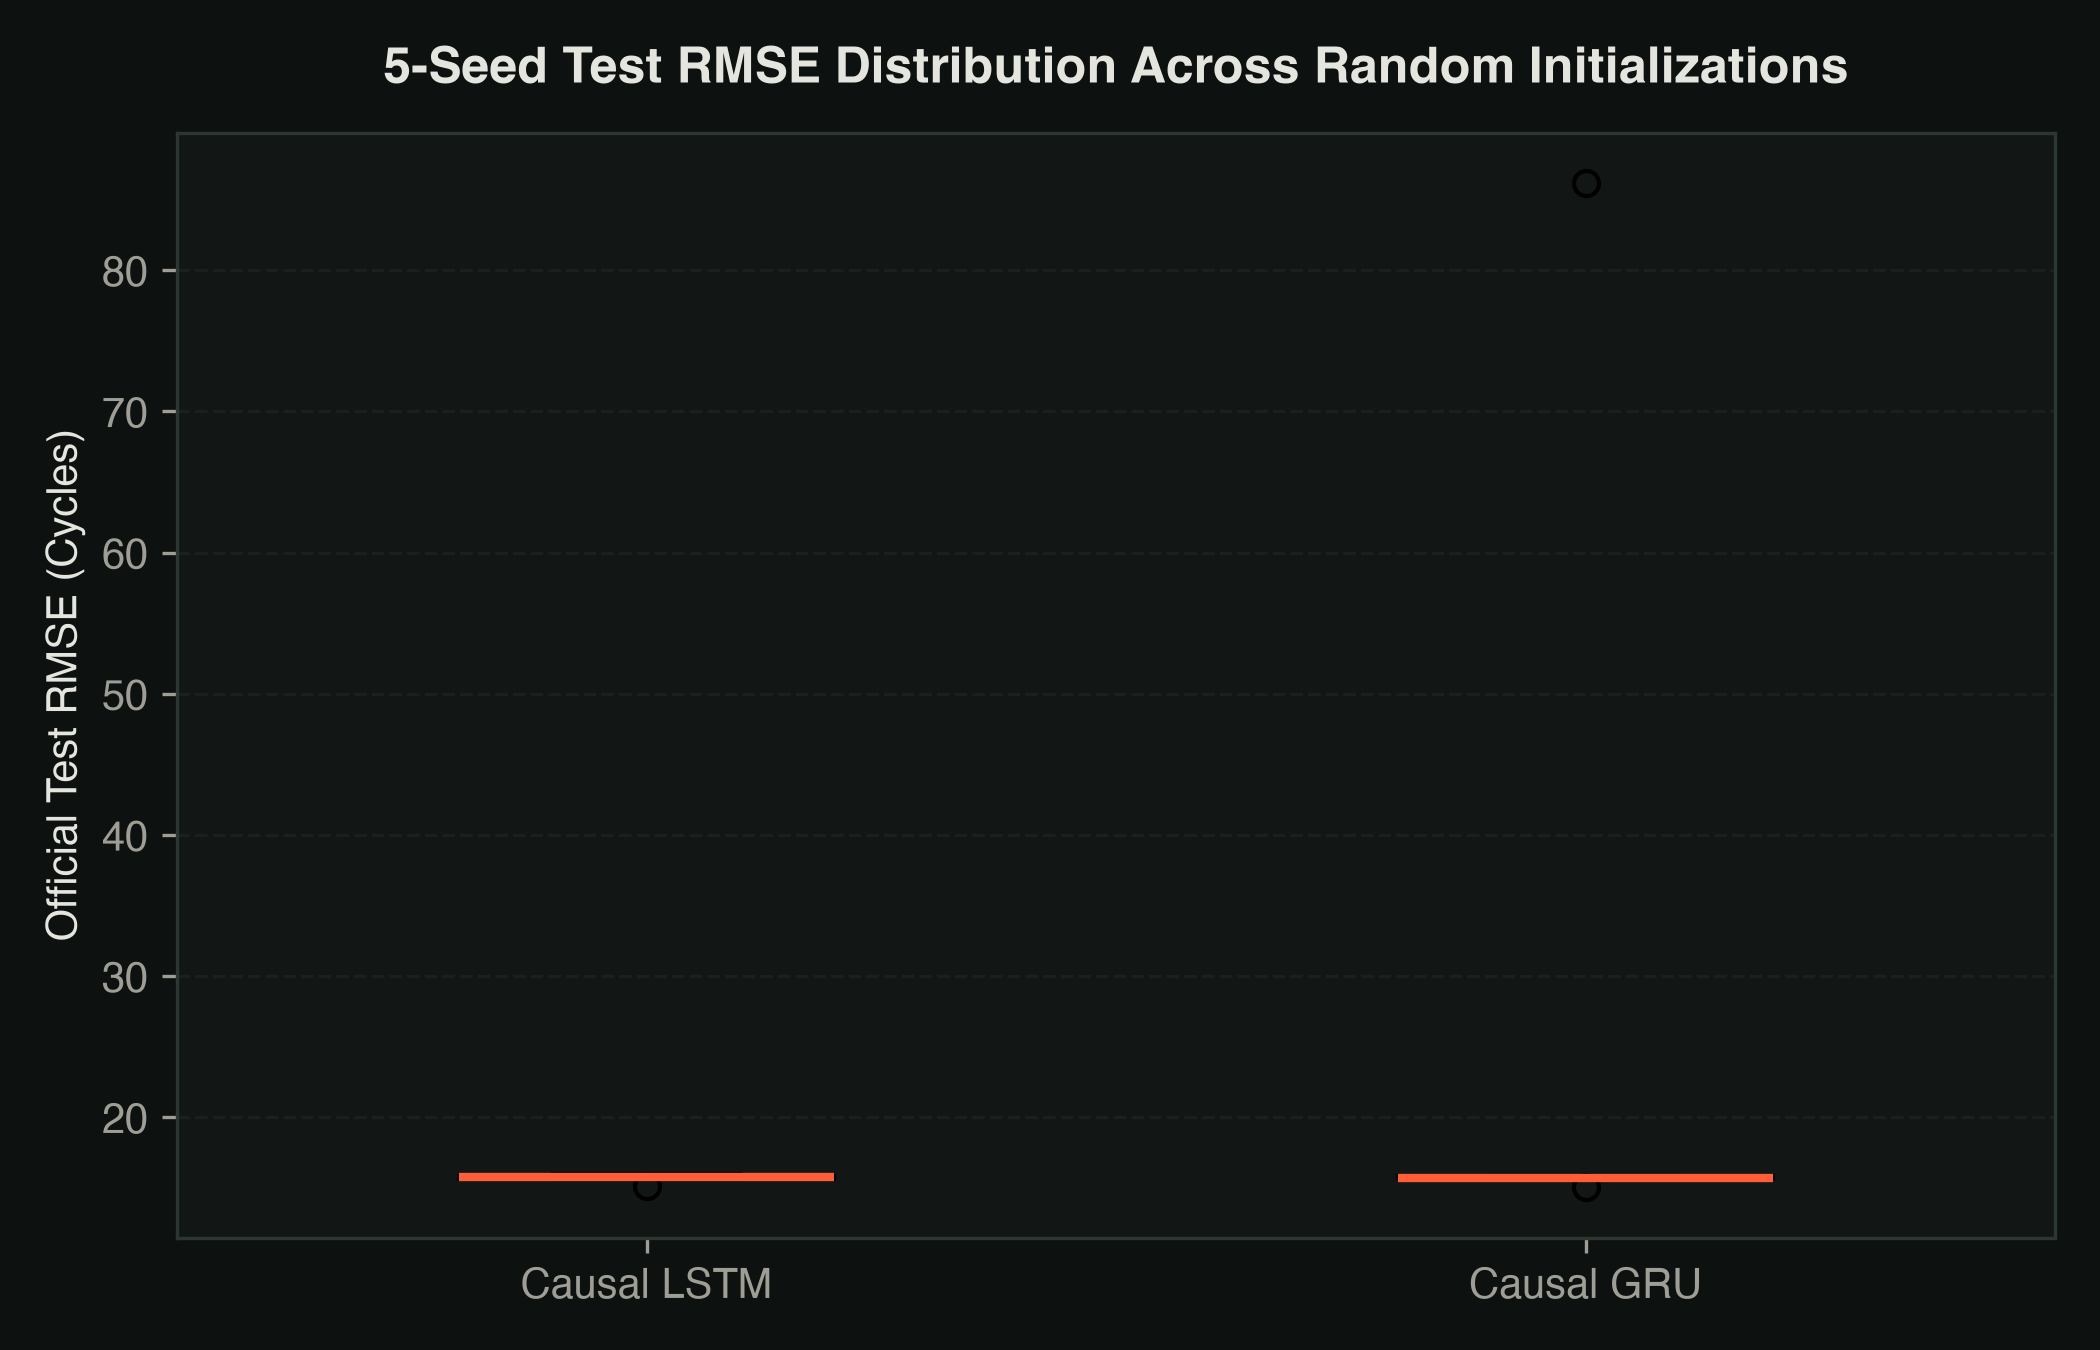 5-Seed Test RMSE Distribution Across Random Initializations
Official Test RMSE (Cycles)
80
70
60
50
40
30
20
Causal LSTM
Causal GRU